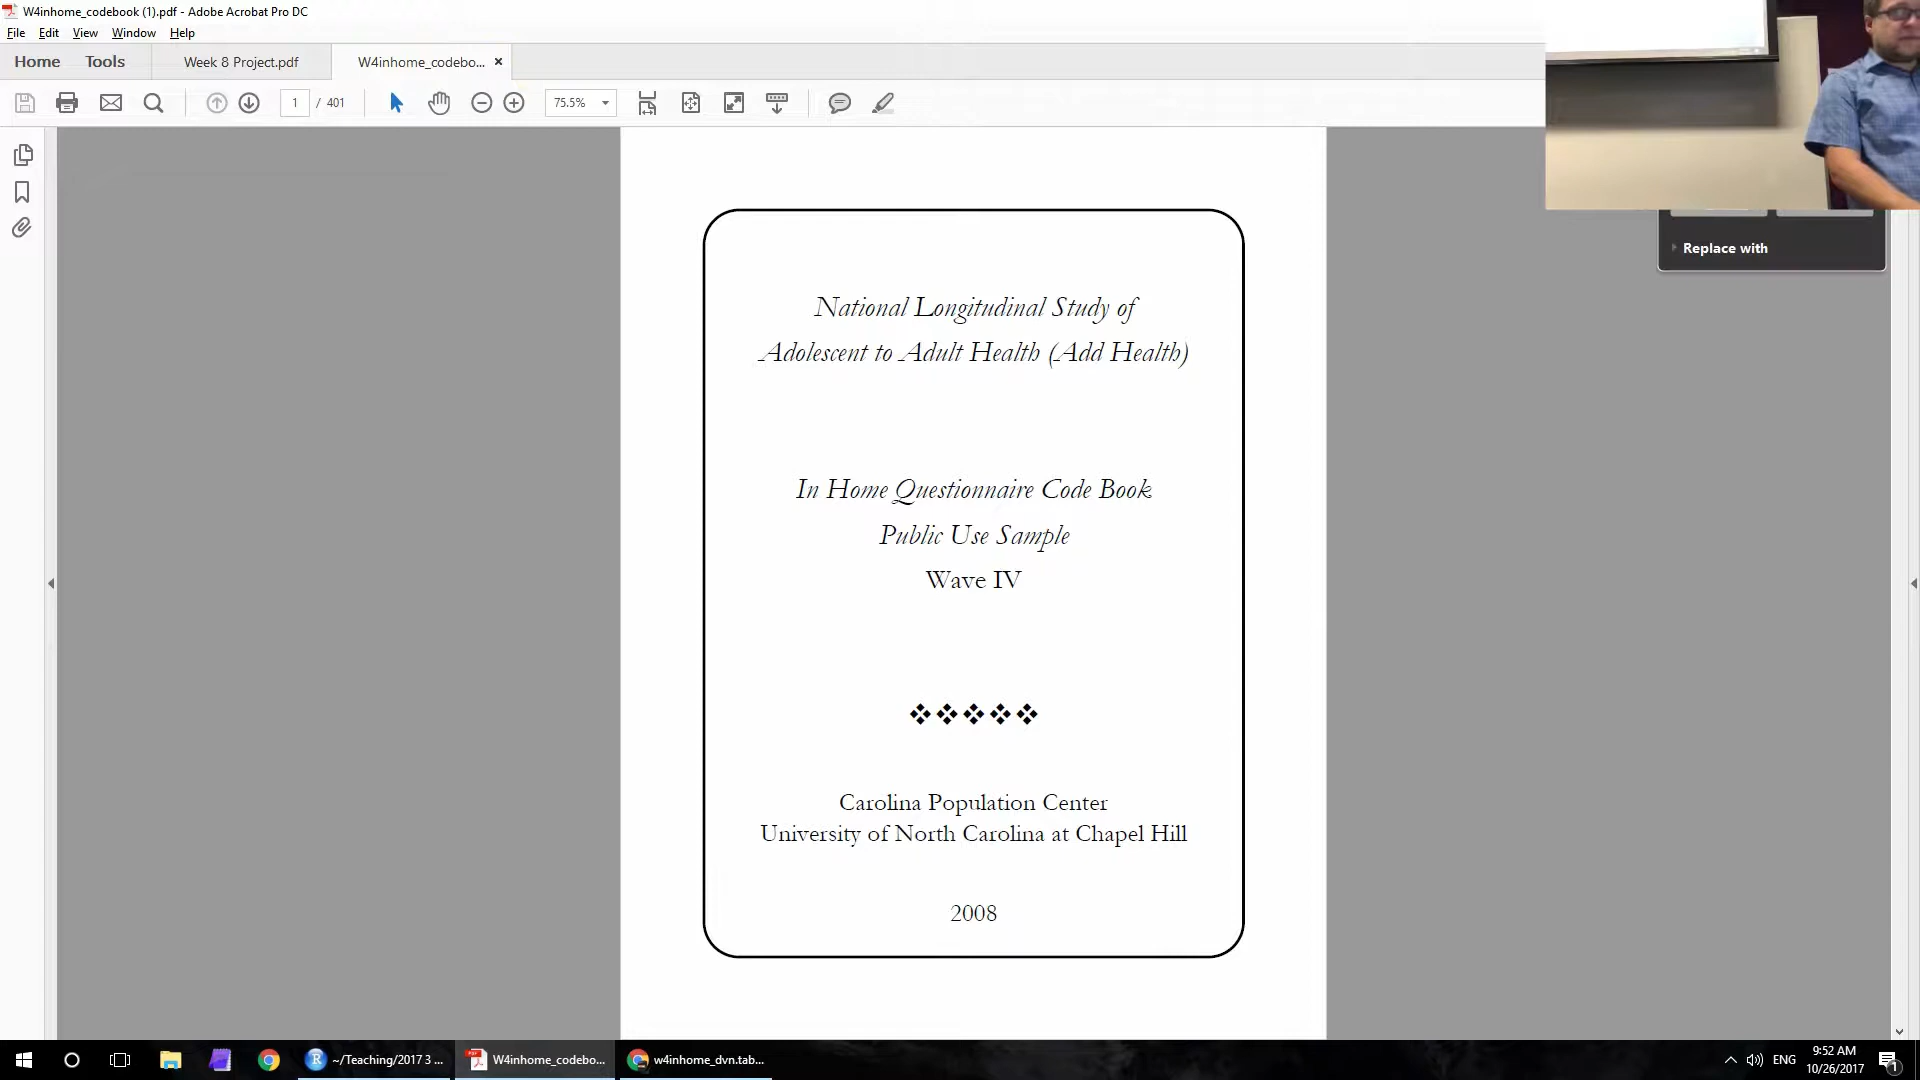 W4inhome_codebook (1).pdf - Adobe Acrobat Pro DC
File Edit View Window Help
Home Tools Week 8 Project.pdf W4inhome_codebo... ×
1 / 401 75.5%
Replace with
National Longitudinal Study of
Adolescent to Adult Health (Add Health)
In Home Questionnaire Code Book
Public Use Sample
Wave IV
Carolina Population Center
University of North Carolina at Chapel Hill
2008
~/Teaching/2017 3 ... W4inhome_codebo... w4inhome_dvn.tab... ENG 9:52 AM
10/26/2017 1